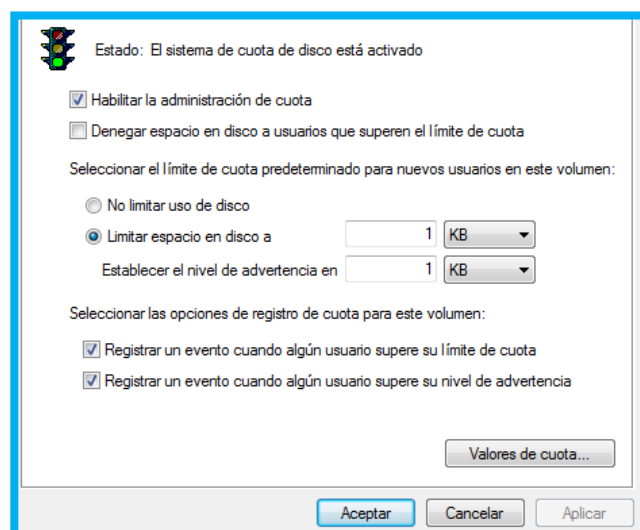 Estado: El sistema de cuota de disco está activado
Habilitar la administración de cuota
Denegar espacio en disco a usuarios que superen el límite de cuota
Seleccionar el límite de cuota predeterminado para nuevos usuarios en este volumen:
No limitar uso de disco
Limitar espacio en disco a 1 KB
Establecer el nivel de advertencia en 1 KB
Seleccionar las opciones de registro de cuota para este volumen:
Registrar un evento cuando algún usuario supere su límite de cuota
Registrar un evento cuando algún usuario supere su nivel de advertencia
Valores de cuota...
Aceptar Cancelar Aplicar